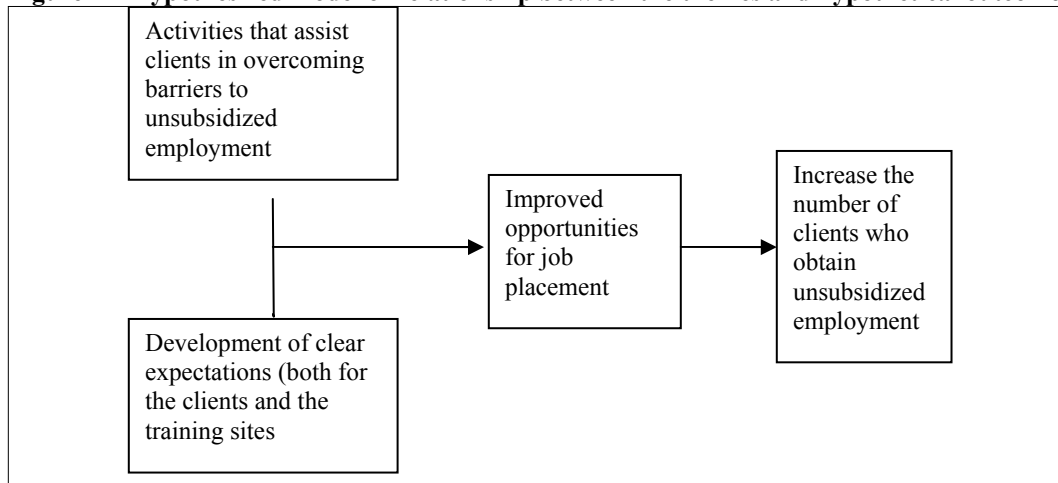 Activities that assist
clients in overcoming
barriers to
unsubsidized
employment
Improved
opportunities
for job
placement
Increase the
number of
clients who
obtain
unsubsidized
employment
Development of clear
expectations (both for
the clients and the
training sites